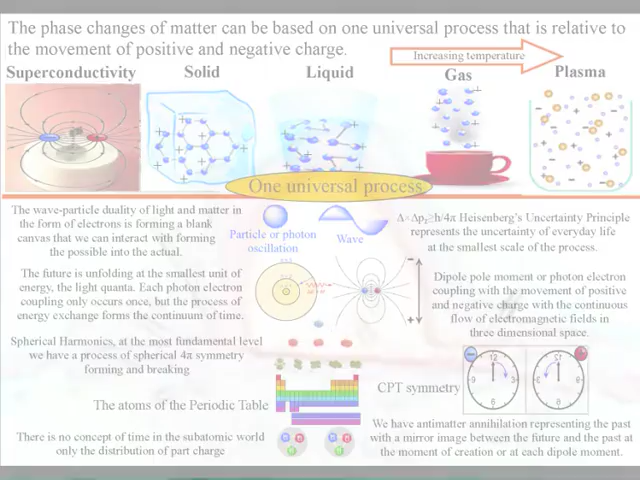 The phase changes of matter can be based on one universal process that is relative to
the movement of positive and negative charge.
Increasing temperature
Superconductivity Solid Liquid Gas Plasma
One universal process
The wave-particle duality of light and matter in
the form of electrons is forming a blank
canvas that we can interact with forming
the possible into the actual.
Particle or photon
oscillation
Wave
Δ×Δpₓ≥h/4π Heisenberg's Uncertainty Principle
represents the uncertainty of everyday life
at the smallest scale of the process.
The future is unfolding at the smallest unit of
energy, the light quanta. Each photon electron
coupling only occurs once, but the process of
energy exchange forms the continuum of time.
Dipole pole moment or photon electron
coupling with the movement of positive
and negative charge with the continuous
flow of electromagnetic fields in
three dimensional space.
Spherical Harmonics, at the most fundamental level
we have a process of spherical 4π symmetry
forming and breaking
CPT symmetry
The atoms of the Periodic Table
We have antimatter annihilation representing the past
with a mirror image between the future and the past at
the moment of creation or at each dipole moment.
There is no concept of time in the subatomic world
only the distribution of part charge